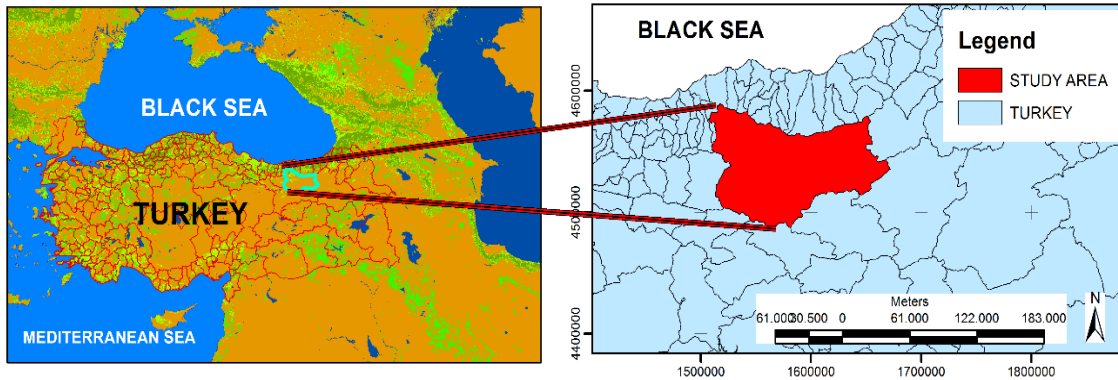 BLACK SEA
TURKEY
MEDITERRANEAN SEA
BLACK SEA
Legend
STUDY AREA
TURKEY
4600000
4500000
4400000
Meters
61.000 30.500 0 61.000 122.000 183.000
N
1500000 1600000 1700000 1800000